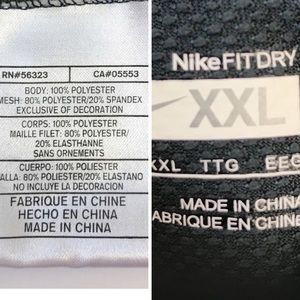 RN#56323 CA#05553
BODY: 100% POLYESTER
MESH: 80% POLYESTER/20% SPANDEX
EXCLUSIVE OF DECORATION
CORPS: 100% POLYESTER
MAILLE FILET: 80% POLYESTER/
20% ELASTHANNE
SANS ORNEMENTS
CUERPO: 100% POLIESTER
ALLA: 80% POLIESTER/20% ELASTANO
NO INCLUYE LA DECORACION
FABRIQUE EN CHINE
HECHO EN CHINA
MADE IN CHINA
NikeFITDRY
XXL
XXL TTG EEG
MADE IN CHINA
FABRIQUE EN CHINE